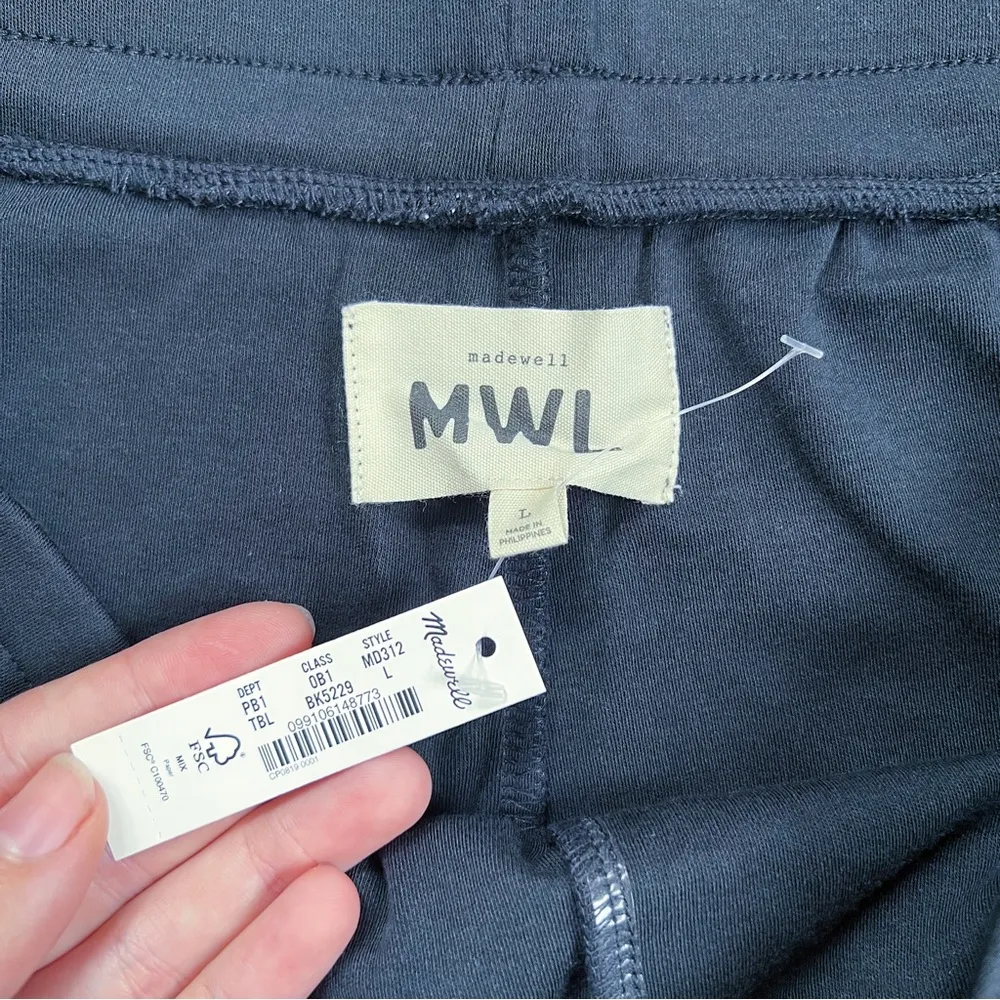 madewell
MWL
L
MADE IN
PHILIPPINES
Madewell
DEPT CLASS STYLE
PB1 0B1 MD312
TBL BK5229 L
099106148773
CP0819 0001
FSC
MIX
Paper
FSC® C100470